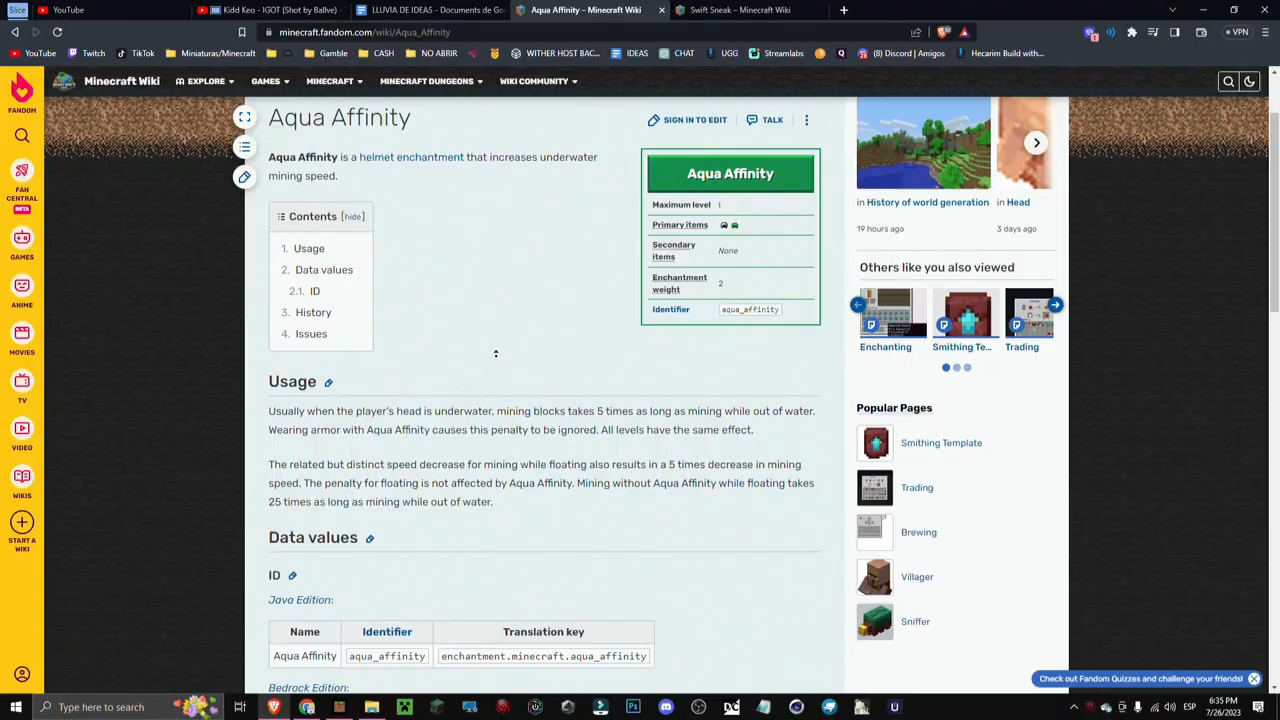 Slice
YouTube
Kidd Keo - IGOT (Shot by Ballve)
LLUVIA DE IDEAS - Documentos de Go
Aqua Affinity – Minecraft Wiki
Swift Sneak – Minecraft Wiki
minecraft.fandom.com/wiki/Aqua_Affinity
VPN
YouTube
Twitch
TikTok
Miniaturas/Minecraft
Gamble
CASH
NO ABRIR
WITHER HOST BAC...
IDEAS
CHAT
UGG
Streamlabs
(8) Discord | Amigos
Hecarim Build with...
FANDOM
FAN CENTRAL
BETA
GAMES
ANIME
MOVIES
TV
VIDEO
WIKIS
START A WIKI
Minecraft Wiki
EXPLORE
GAMES
MINECRAFT
MINECRAFT DUNGEONS
WIKI COMMUNITY
Aqua Affinity
SIGN IN TO EDIT
TALK
Aqua Affinity is a helmet enchantment that increases underwater
mining speed.
Contents [hide]
1. Usage
2. Data values
2.1. ID
3. History
4. Issues
Aqua Affinity
Maximum level I
Primary items
Secondary items None
Enchantment weight 2
Identifier aqua_affinity
Usage
Usually when the player's head is underwater, mining blocks takes 5 times as long as mining while out of water.
Wearing armor with Aqua Affinity causes this penalty to be ignored. All levels have the same effect.
The related but distinct speed decrease for mining while floating also results in a 5 times decrease in mining
speed. The penalty for floating is not affected by Aqua Affinity. Mining without Aqua Affinity while floating takes
25 times as long as mining while out of water.
Data values
ID
Java Edition:
Name Identifier Translation key
Aqua Affinity aqua_affinity enchantment.minecraft.aqua_affinity
Bedrock Edition:
in History of world generation
19 hours ago
in Head
3 days ago
Others like you also viewed
Enchanting
Smithing Te...
Trading
Popular Pages
Smithing Template
Trading
Brewing
Villager
Sniffer
Check out Fandom Quizzes and challenge your friends!
Type here to search
ESP
6:35 PM
7/26/2023